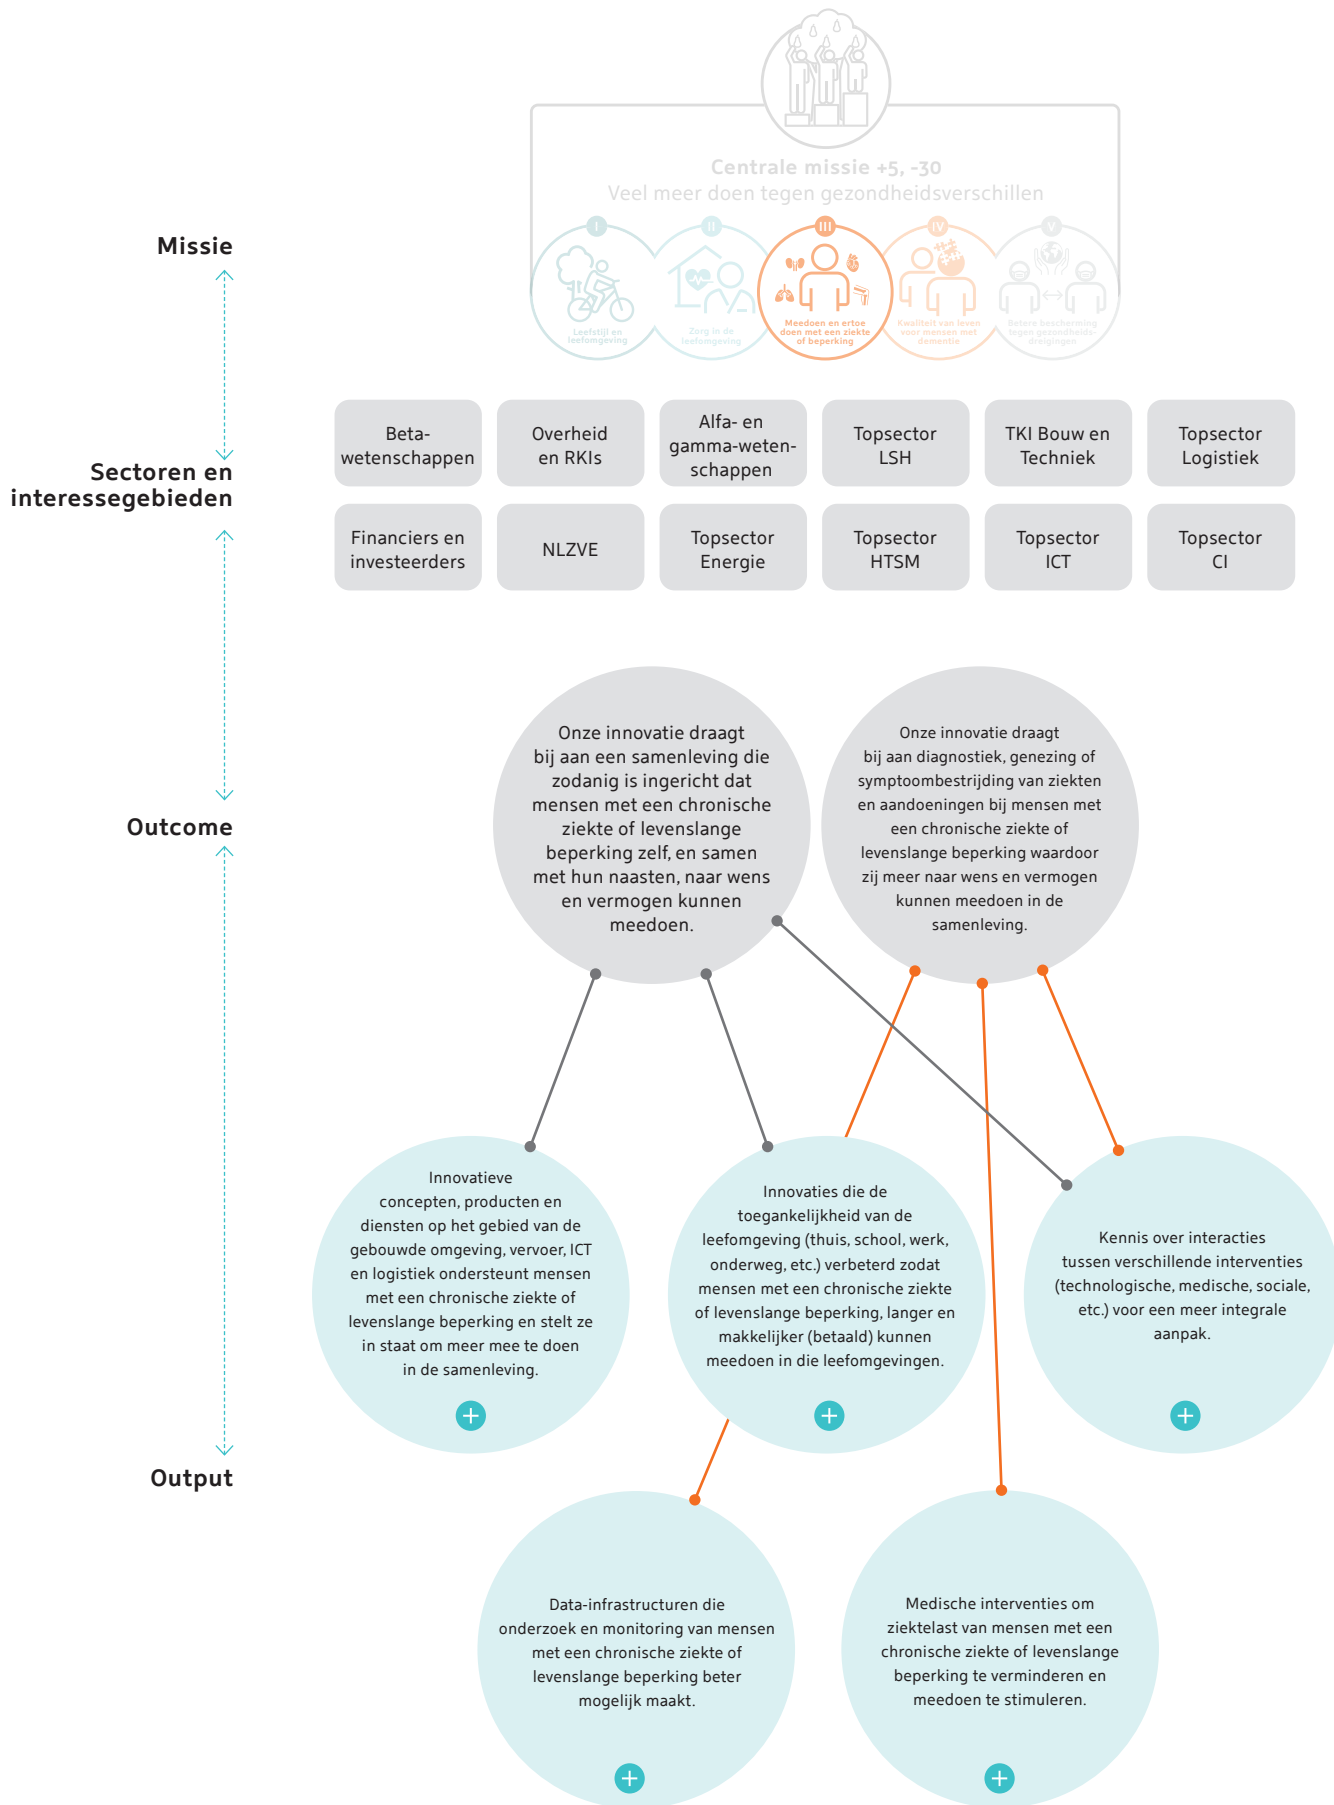 Centrale missie +5, -30
Veel meer doen tegen gezondheidsverschillen
I
II
III
IV
V
Leefstijl en
leefomgeving
Zorg in de
leefomgeving
Meedoen en ertoe
doen met een ziekte
of beperking
Kwaliteit van leven
voor mensen met
dementie
Betere bescherming
tegen gezondheids-
dreigingen
Missie
Sectoren en
interessegebieden
Beta-
wetenschappen
Overheid
en RKIs
Alfa- en
gamma-weten-
schappen
Topsector
LSH
TKI Bouw en
Techniek
Topsector
Logistiek
Financiers en
investeerders
NLZVE
Topsector
Energie
Topsector
HTSM
Topsector
ICT
Topsector
CI
Outcome
Onze innovatie draagt
bij aan een samenleving die
zodanig is ingericht dat
mensen met een chronische
ziekte of levenslange
beperking zelf, en samen
met hun naasten, naar wens
en vermogen kunnen
meedoen.
Onze innovatie draagt
bij aan diagnostiek, genezing of
symptoombestrijding van ziekten
en aandoeningen bij mensen met
een chronische ziekte of
levenslange beperking waardoor
zij meer naar wens en vermogen
kunnen meedoen in de
samenleving.
Output
Innovatieve
concepten, producten en
diensten op het gebied van de
gebouwde omgeving, vervoer, ICT
en logistiek ondersteunt mensen
met een chronische ziekte of
levenslange beperking en stelt ze
in staat om meer mee te doen
in de samenleving.
Innovaties die de
toegankelijkheid van de
leefomgeving (thuis, school, werk,
onderweg, etc.) verbeterd zodat
mensen met een chronische ziekte
of levenslange beperking, langer en
makkelijker (betaald) kunnen
meedoen in die leefomgevingen.
Kennis over interacties
tussen verschillende interventies
(technologische, medische, sociale,
etc.) voor een meer integrale
aanpak.
Data-infrastructuren die
onderzoek en monitoring van mensen
met een chronische ziekte of
levenslange beperking beter
mogelijk maakt.
Medische interventies om
ziektelast van mensen met een
chronische ziekte of levenslange
beperking te verminderen en
meedoen te stimuleren.